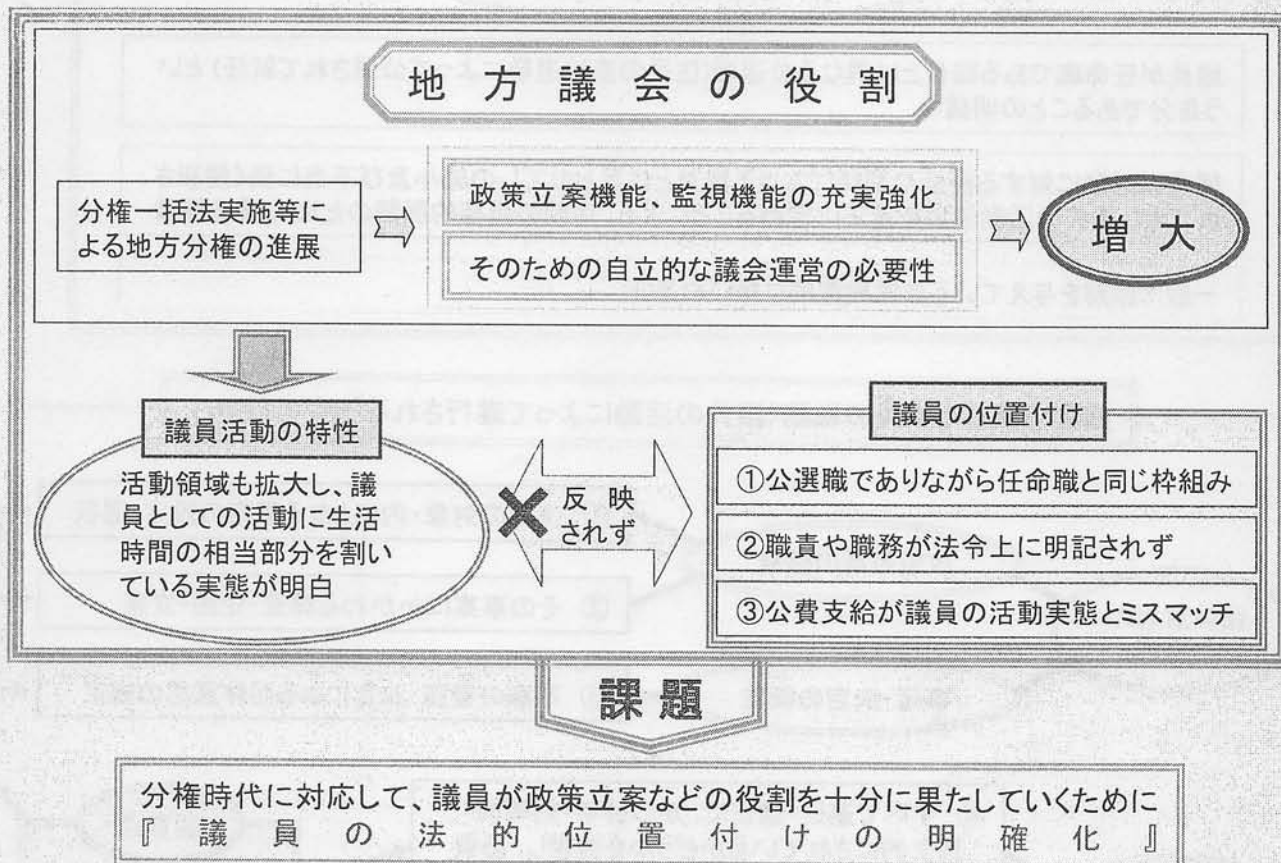 地方議会の役割
分権一括法実施等に
よる地方分権の進展
政策立案機能、監視機能の充実強化
そのための自立的な議会運営の必要性
増大
議員活動の特性
活動領域も拡大し、議
員としての活動に生活
時間の相当部分を割い
ている実態が明白
反映
されず
議員の位置付け
①公選職でありながら任命職と同じ枠組み
②職責や職務が法令上に明記されず
③公費支給が議員の活動実態とミスマッチ
課題
分権時代に対応して、議員が政策立案などの役割を十分に果たしていくために
『議員の法的位置付けの明確化』